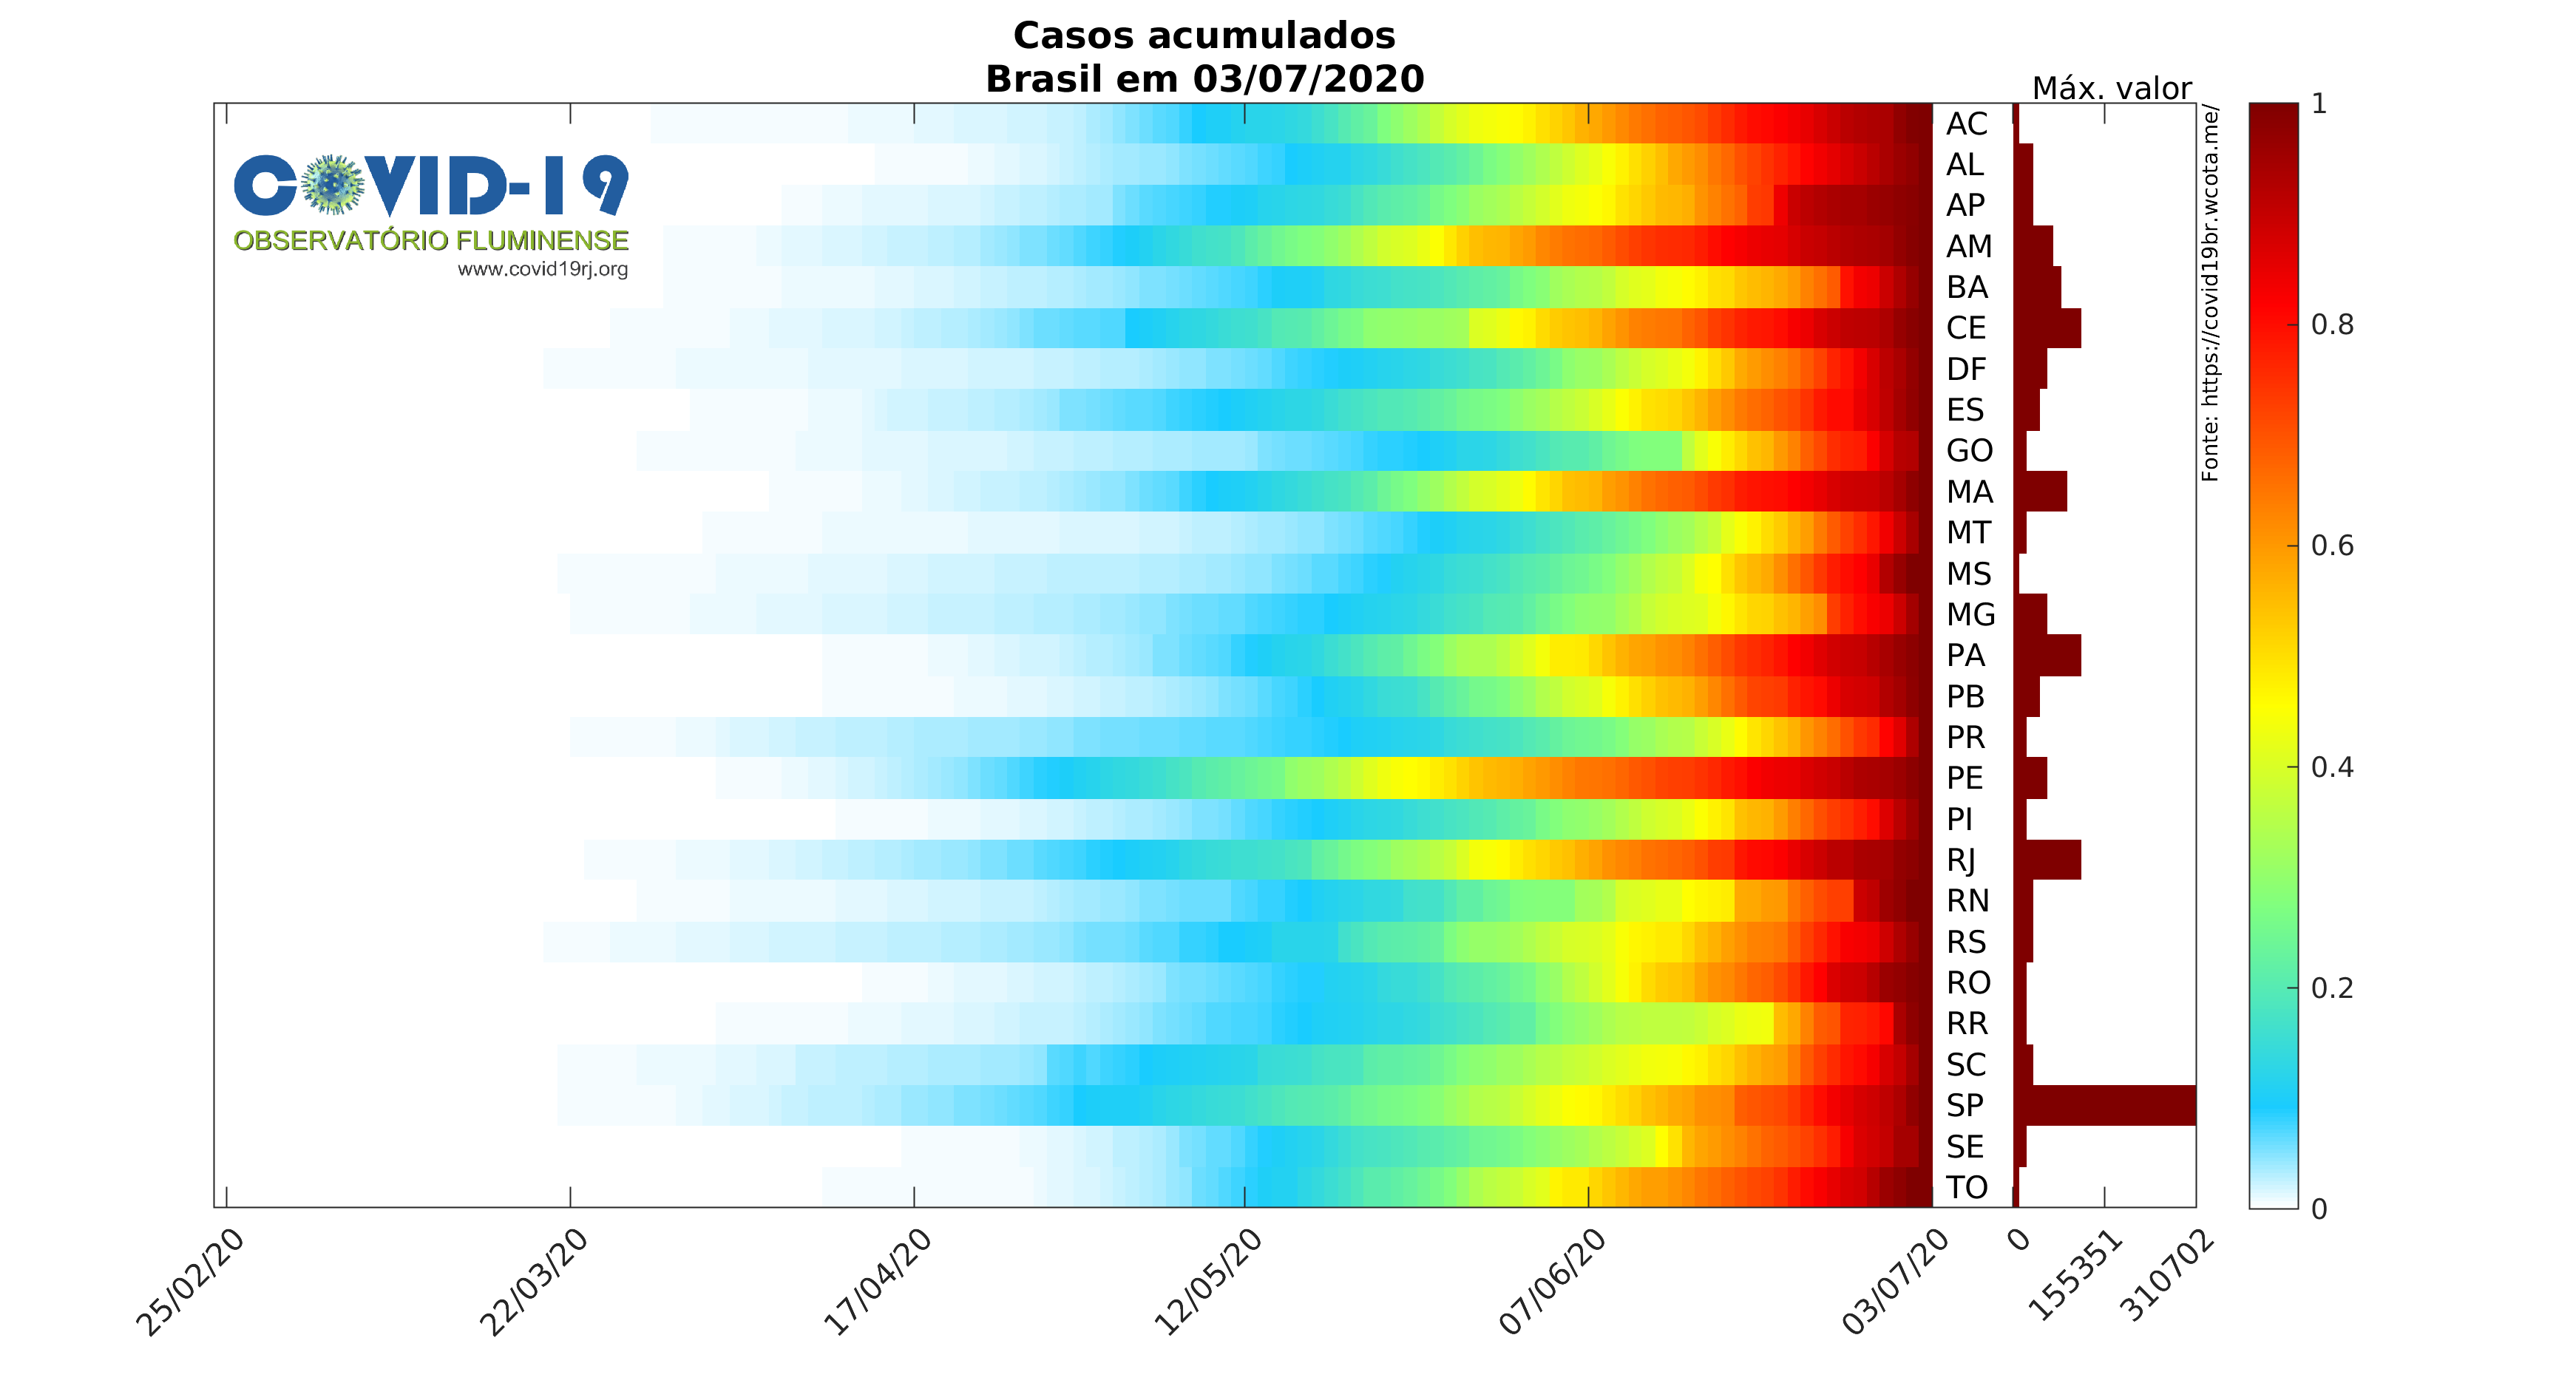 Casos acumulados
Brasil em 03/07/2020
Máx. valor
COVID-19
OBSERVATÓRIO FLUMINENSE
www.covid19rj.org
AC
AL
AP
AM
BA
CE
DF
ES
GO
MA
MT
MS
MG
PA
PB
PR
PE
PI
RJ
RN
RS
RO
RR
SC
SP
SE
TO
Fonte: https://covid19br.wcota.me/
1
0.8
0.6
0.4
0.2
0
25/02/20
22/03/20
17/04/20
12/05/20
07/06/20
03/07/20
0
155351
310702